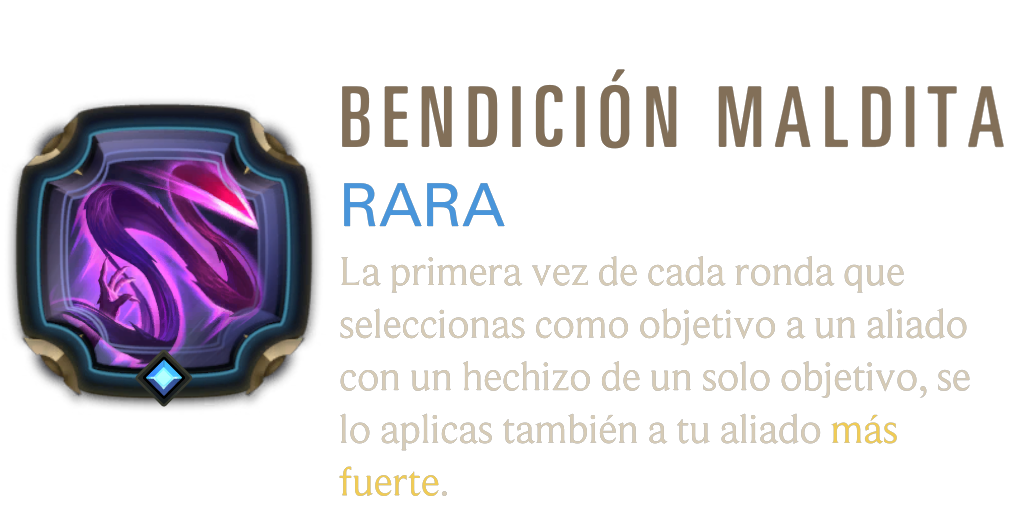 BENDICIÓN MALDITA
RARA
La primera vez de cada ronda que
seleccionas como objetivo a un aliado
con un hechizo de un solo objetivo, se
lo aplicas también a tu aliado más
fuerte.